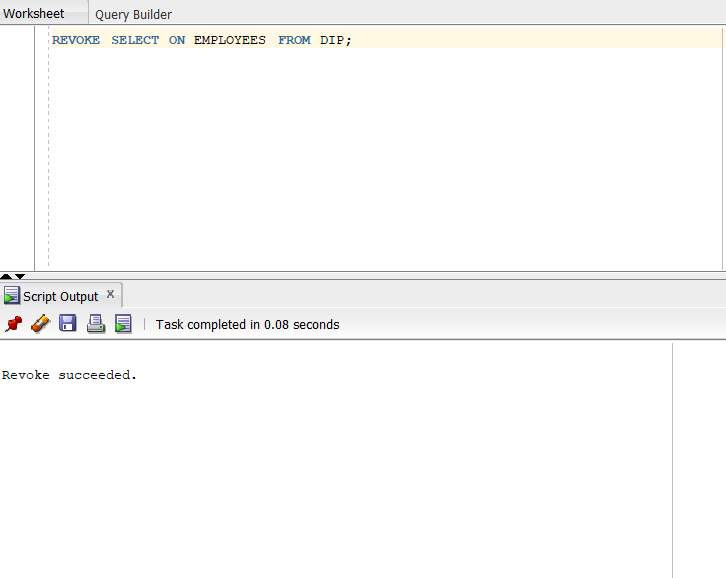 Worksheet Query Builder
REVOKE SELECT ON EMPLOYEES FROM DIP;
Script Output x
Task completed in 0.08 seconds
Revoke succeeded.